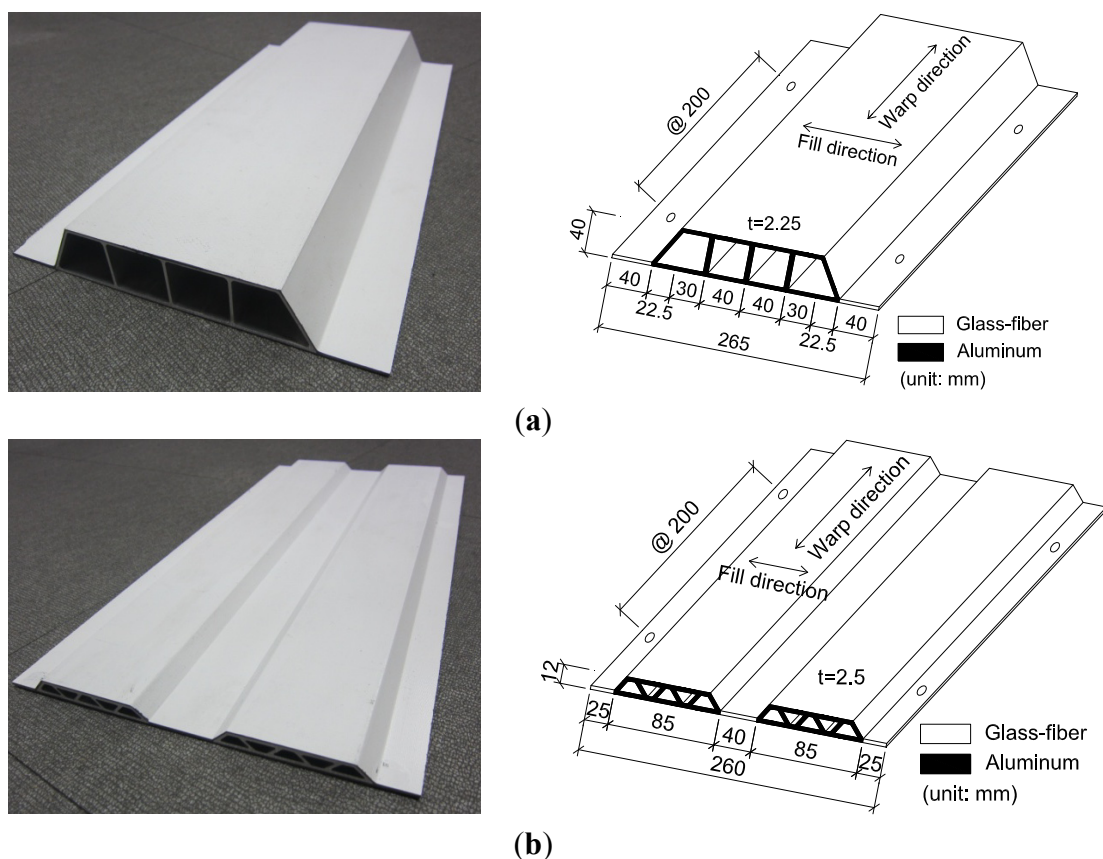 @ 200
Warp direction
Fill direction
40
t=2.25
40 22.5 30 40 40 30 22.5 40
265
Glass-fiber
Aluminum
(unit: mm)
(a)
@ 200
Warp direction
Fill direction
12
t=2.5
25 85 40 85 25
260
Glass-fiber
Aluminum
(unit: mm)
(b)